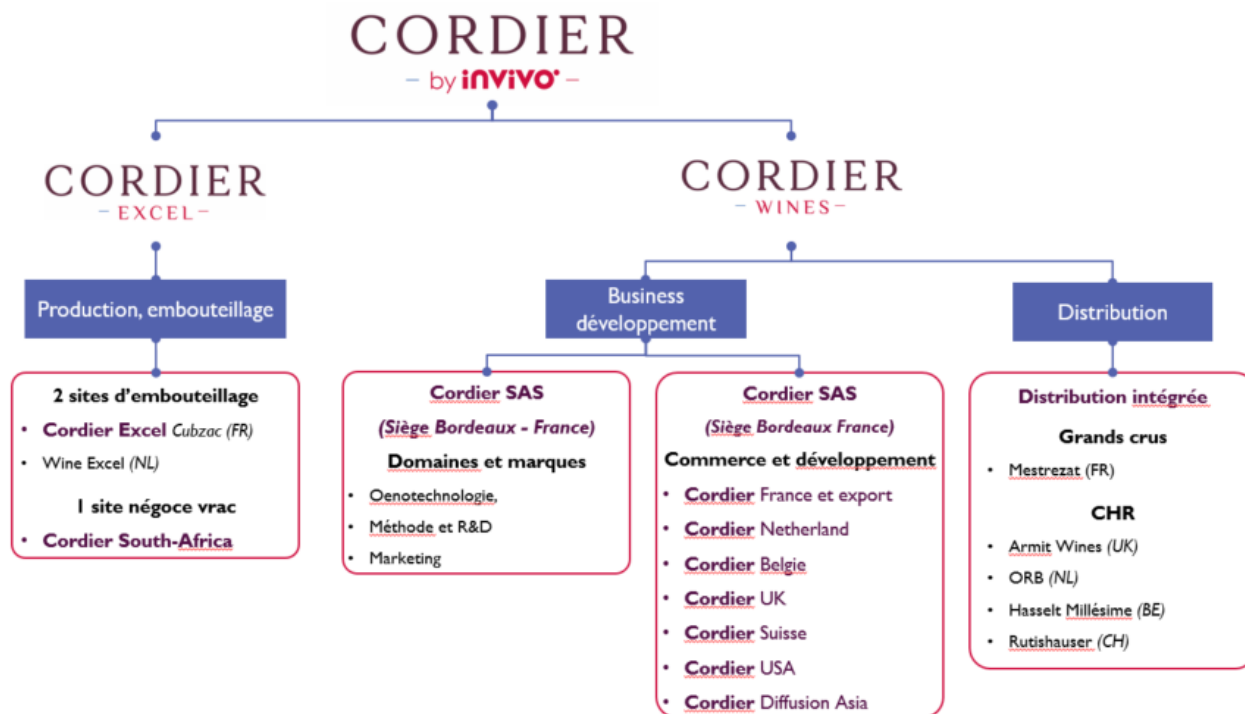 CORDIER
by invivo
CORDIER
EXCEL
CORDIER
WINES
Production, embouteillage
Business
développement
Distribution
2 sites d'embouteillage
• Cordier Excel Cubzac (FR)
• Wine Excel (NL)
1 site négoce vrac
• Cordier South-Africa
Cordier SAS
(Siège Bordeaux - France)
Domaines et marques
• Oenotechnologie,
• Méthode et R&D
• Marketing
Cordier SAS
(Siège Bordeaux France)
Commerce et développement
• Cordier France et export
• Cordier Netherland
• Cordier Belgie
• Cordier UK
• Cordier Suisse
• Cordier USA
• Cordier Diffusion Asia
Distribution intégrée
Grands crus
• Mestrezat (FR)
CHR
• Armit Wines (UK)
• ORB (NL)
• Hasselt Millésime (BE)
• Rutishauser (CH)